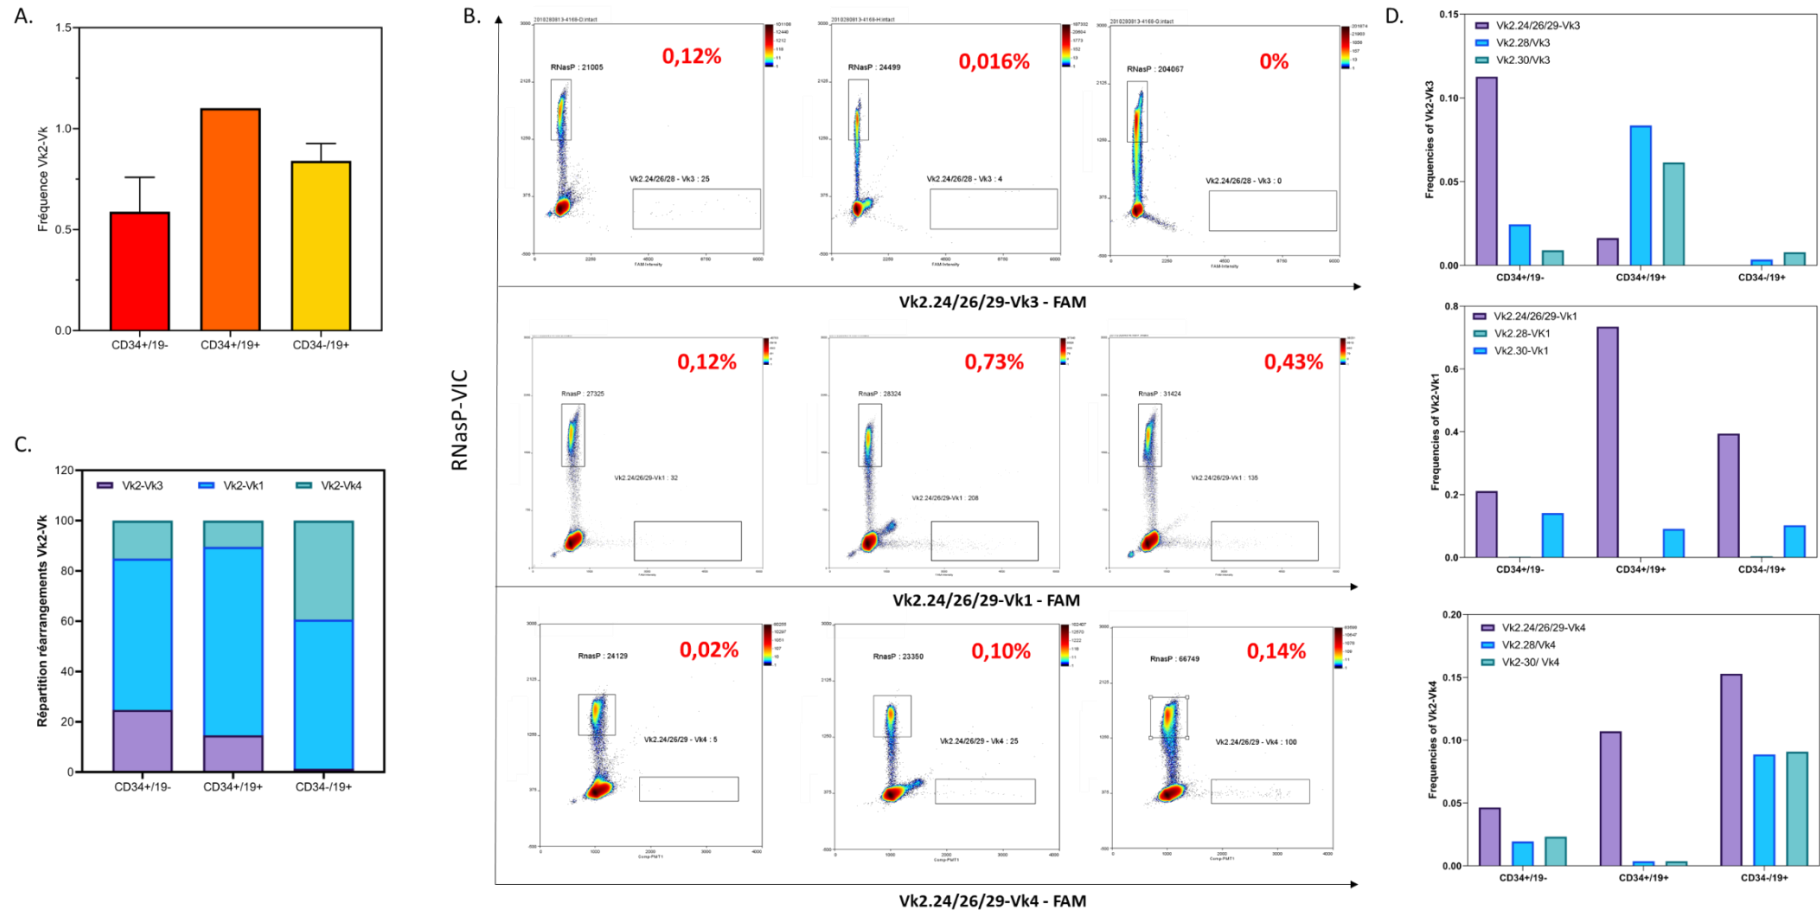 A.
Fréquence Vk2-Vk
1.5
1.0
0.5
0.0
CD34+/19-
CD34+/19+
CD34-/19+
B.
RNasP-VIC
2018280813-4168-G:intact
0,12%
RNasP : 21005
Vk2.24/26/28 - Vk3 : 25
2018280813-4168-H:intact
0,016%
RNasP : 24499
Vk2.24/26/28 - Vk3 : 4
0%
RNasP : 204067
Vk2.24/26/28 - Vk3 : 0
FAM Intensity
Vk2.24/26/29-Vk3 - FAM
0,12%
RnasP : 27325
Vk2.24/26/29-Vk1 : 32
0,73%
RnasP : 28324
Vk2.24/26/29-Vk1 : 208
0,43%
RnasP : 31424
Vk2.24/26/29-Vk1 : 135
Vk2.24/26/29-Vk1 - FAM
0,02%
RnasP : 24129
Vk2.24/26/29 - Vk4 : 5
0,10%
RnasP : 23350
Vk2.24/26/29 - Vk4 : 25
0,14%
RnasP : 66749
Vk2.24/26/29 - Vk4 : 100
Vk2.24/26/29-Vk4 - FAM
C.
Répartition réarrangements Vk2-Vk
Vk2-Vk3
Vk2-Vk1
Vk2-Vk4
120
100
80
60
40
20
0
CD34+/19-
CD34+/19+
CD34-/19+
D.
Frequencies of Vk2-Vk3
Vk2.24/26/29-Vk3
Vk2.28/Vk3
Vk2.30/Vk3
0.15
0.10
0.05
0.00
CD34+/19-
CD34+/19+
CD34-/19+
Frequencies of Vk2-Vk1
Vk2.24/26/29-Vk1
Vk2.28-VK1
Vk2.30-Vk1
0.8
0.6
0.4
0.2
0.0
CD34+/19-
CD34+/19+
CD34-/19+
Frequencies of Vk2-Vk4
Vk2.24/26/29-Vk4
Vk2.28/Vk4
Vk2-30/ Vk4
0.20
0.15
0.10
0.05
0.00
CD34+/19-
CD34+/19+
CD34-/19+